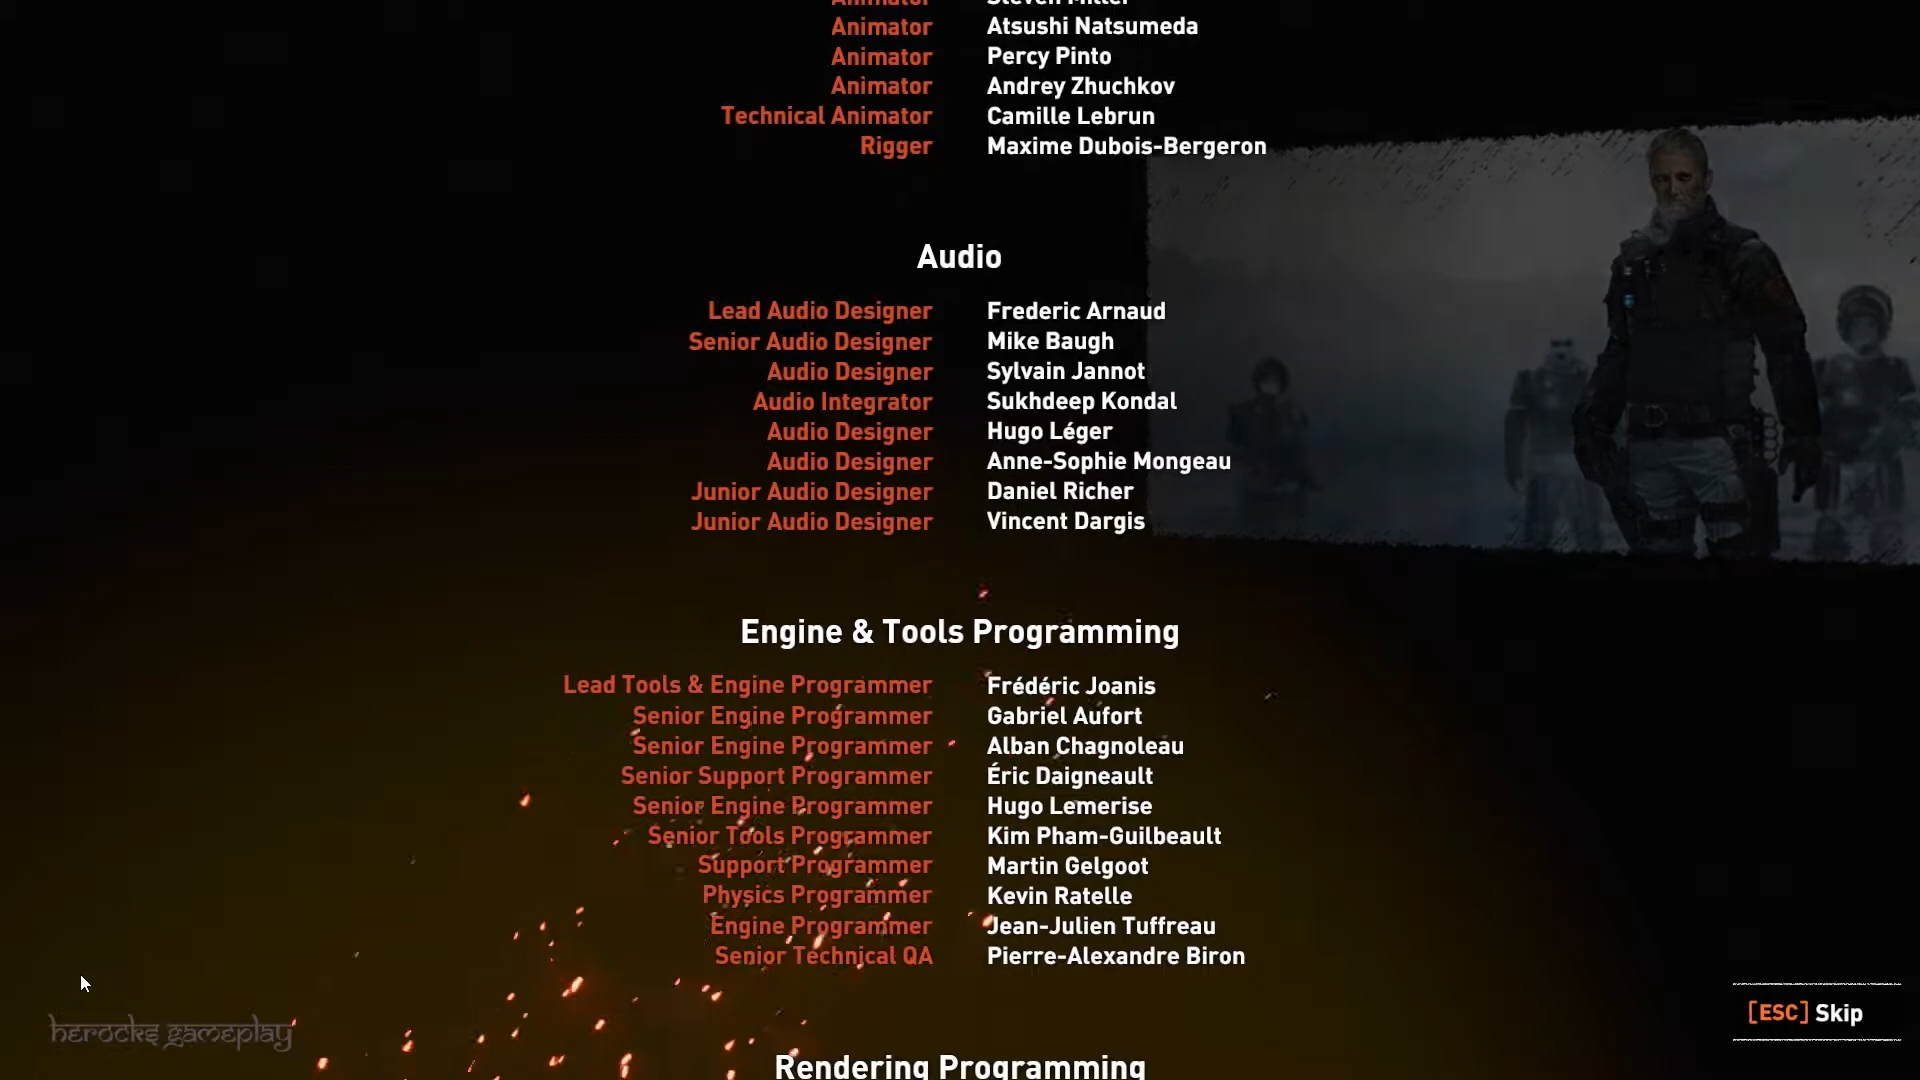 Animator Steven Miller
Animator Atsushi Natsumeda
Animator Percy Pinto
Animator Andrey Zhuchkov
Technical Animator Camille Lebrun
Rigger Maxime Dubois-Bergeron
Audio
Lead Audio Designer Frederic Arnaud
Senior Audio Designer Mike Baugh
Audio Designer Sylvain Jannot
Audio Integrator Sukhdeep Kondal
Audio Designer Hugo Léger
Audio Designer Anne-Sophie Mongeau
Junior Audio Designer Daniel Richer
Junior Audio Designer Vincent Dargis
Engine & Tools Programming
Lead Tools & Engine Programmer Frédéric Joanis
Senior Engine Programmer Gabriel Aufort
Senior Engine Programmer Alban Chagnoleau
Senior Support Programmer Éric Daigneault
Senior Engine Programmer Hugo Lemerise
Senior Tools Programmer Kim Pham-Guilbeault
Support Programmer Martin Gelgoot
Physics Programmer Kevin Ratelle
Engine Programmer Jean-Julien Tuffreau
Senior Technical QA Pierre-Alexandre Biron
[ESC] Skip
herocks gameplay
Rendering Programming